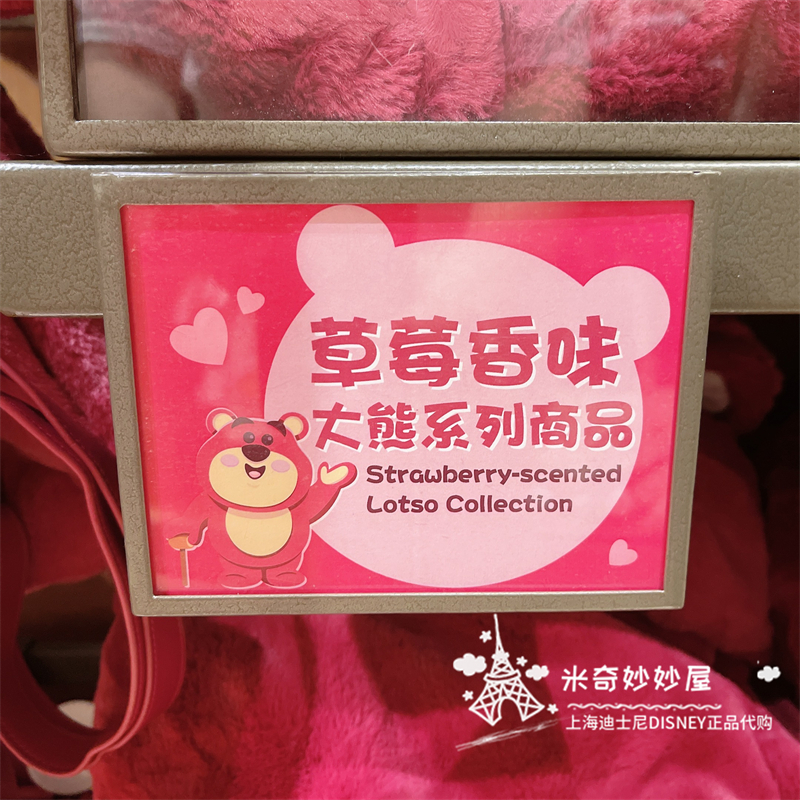 草莓香味
大熊系列商品
Strawberry-scented
Lotso Collection
米奇妙妙屋
上海迪士尼DISNEY正品代购